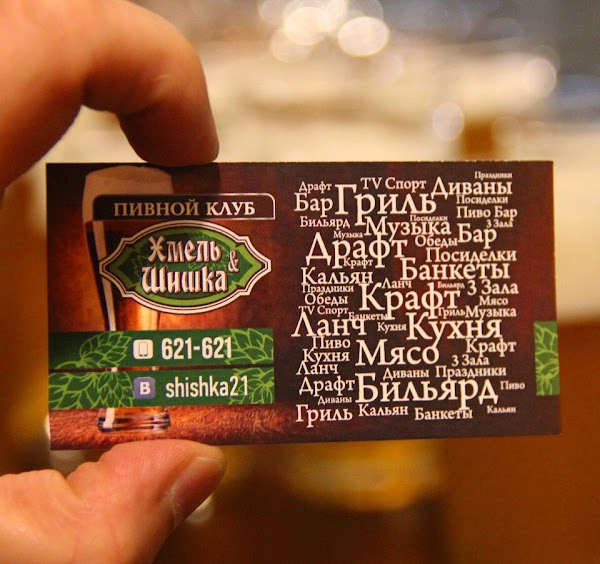 ПИВНОЙ КЛУБ
Хмель
&
Шишка
621-621
В shishka21
Праздники
Драфт TV Спорт Диваны
Бар Гриль Посиделки
Пиво Бар
Бильярд Музыка Посиделки 3 Зала
Музыка Драфт Обеды Бар
Крафт Посиделки
Кальян Банкеты
Праздники Ланч Бильярд 3 Зала
Обеды Крафт Мясо
TV Спорт Банкеты Гриль Музыка
Ланч Кухня Кухня
Пиво Мясо Крафт
Кухня 3 Зала
Ланч Диваны Праздники
Драфт Бильярд Пиво
Диваны
Гриль Кальян Банкеты Кальян